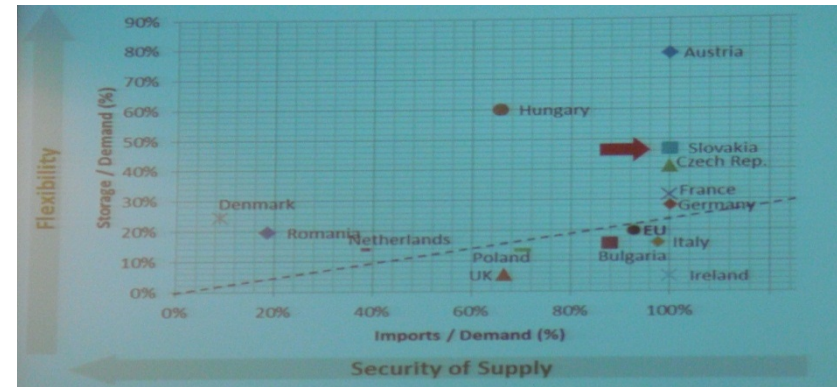 90%
80%
70%
60%
50%
40%
30%
20%
10%
0%
Flexibility
Storage / Demand (%)
Austria
Hungary
Slovakia
Czech Rep.
France
Germany
Denmark
Romania
Netherlands
EU
Italy
Poland
Bulgaria
UK
Ireland
0%
20%
40%
60%
80%
100%
Imports / Demand (%)
Security of Supply